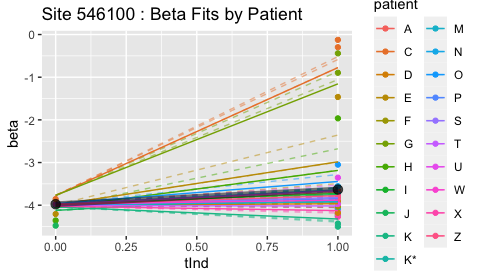 Site 546100 : Beta Fits by Patient
0
-1
-2
-3
-4
beta
0.00
0.25
0.50
0.75
1.00
tInd
patient
A
C
D
E
F
G
H
I
J
K
K*
M
N
O
P
S
T
U
W
X
Z